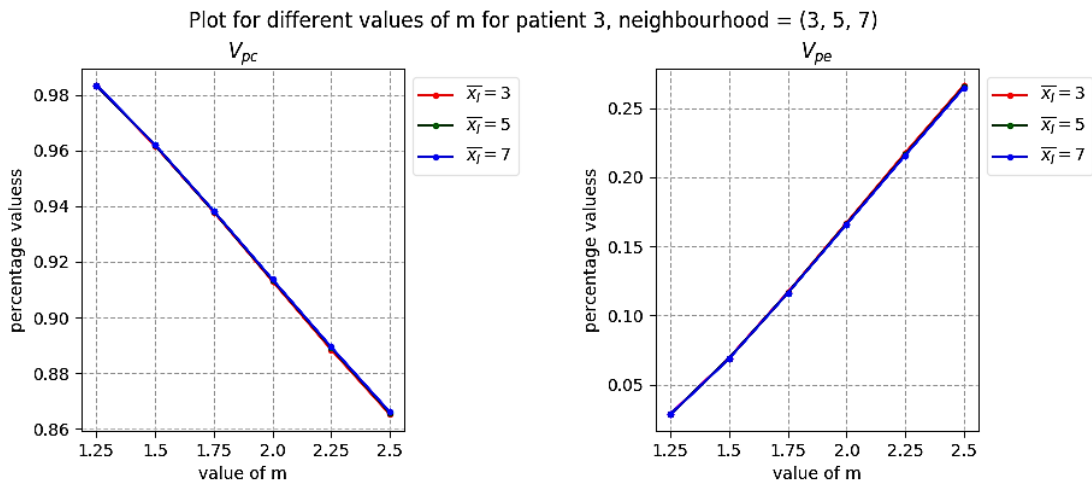 Plot for different values of m for patient 3, neighbourhood = (3, 5, 7)
V_pc
percentage valuess
0.98
0.96
0.94
0.92
0.90
0.88
0.86
1.25 1.5 1.75 2.0 2.25 2.5
value of m
x̅_l = 3
x̅_l = 5
x̅_l = 7
V_pe
percentage valuess
0.25
0.20
0.15
0.10
0.05
1.25 1.5 1.75 2.0 2.25 2.5
value of m
x̅_l = 3
x̅_l = 5
x̅_l = 7